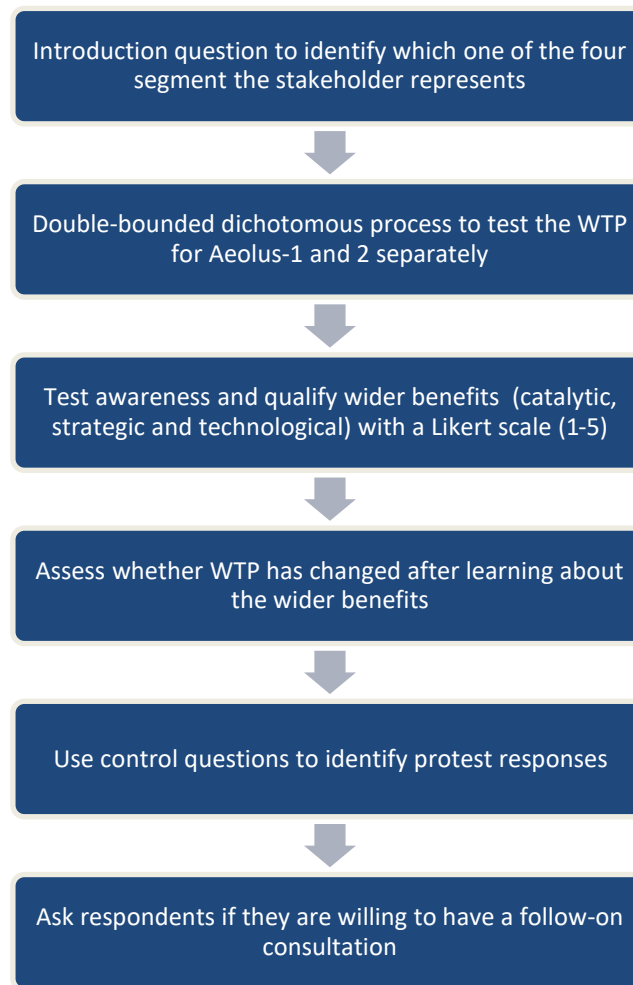 Introduction question to identify which one of the four
segment the stakeholder represents
Double-bounded dichotomous process to test the WTP
for Aeolus-1 and 2 separately
Test awareness and qualify wider benefits (catalytic,
strategic and technological) with a Likert scale (1-5)
Assess whether WTP has changed after learning about
the wider benefits
Use control questions to identify protest responses
Ask respondents if they are willing to have a follow-on
consultation